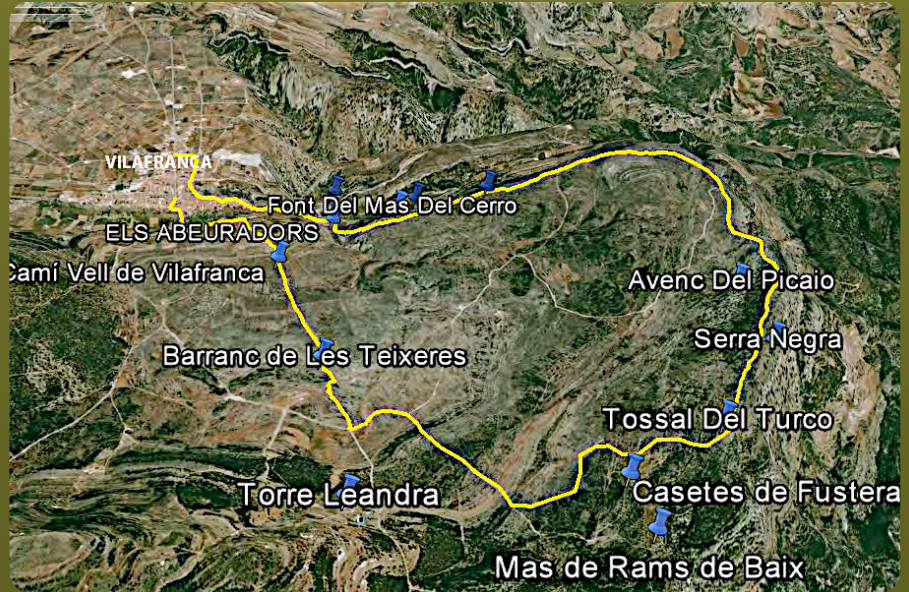 VILAFRANCA
Font Del Mas Del Cerro
ELS ABEURADORS
Camí Vell de Vilafranca
Avenc Del Picaio
Serra Negra
Barranc de Les Teixeres
Tossal Del Turco
Torre Leandra
Casetes de Fustera
Mas de Rams de Baix